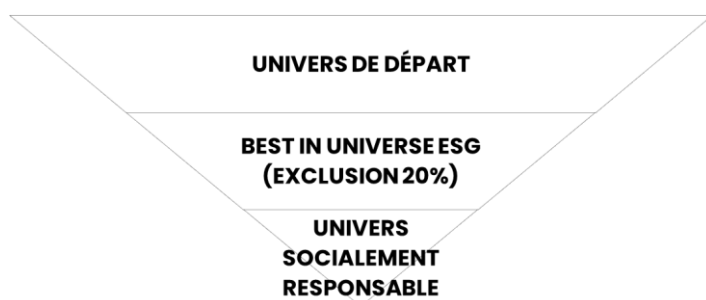 UNIVERS DE DÉPART
BEST IN UNIVERSE ESG
(EXCLUSION 20%)
UNIVERS
SOCIALEMENT
RESPONSABLE